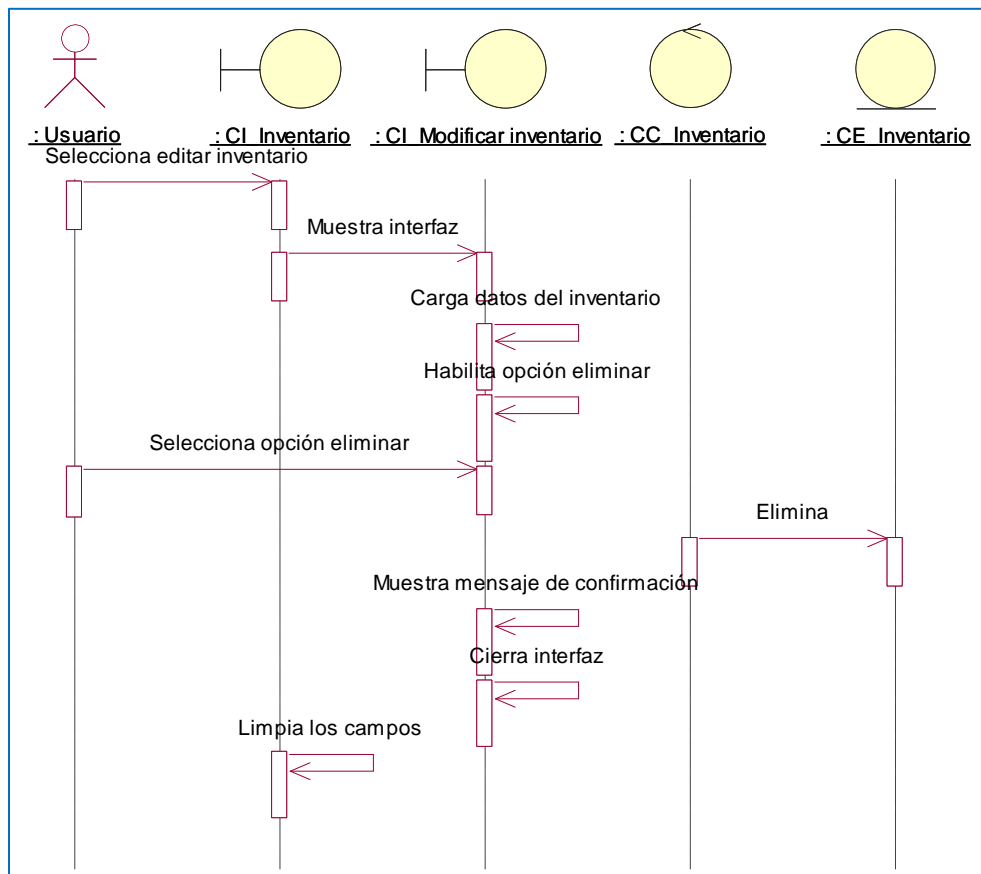 : Usuario
: CI_Inventario
: CI_Modificar inventario
: CC_Inventario
: CE_Inventario
Selecciona editar inventario
Muestra interfaz
Carga datos del inventario
Habilita opción eliminar
Selecciona opción eliminar
Elimina
Muestra mensaje de confirmación
Cierra interfaz
Limpia los campos